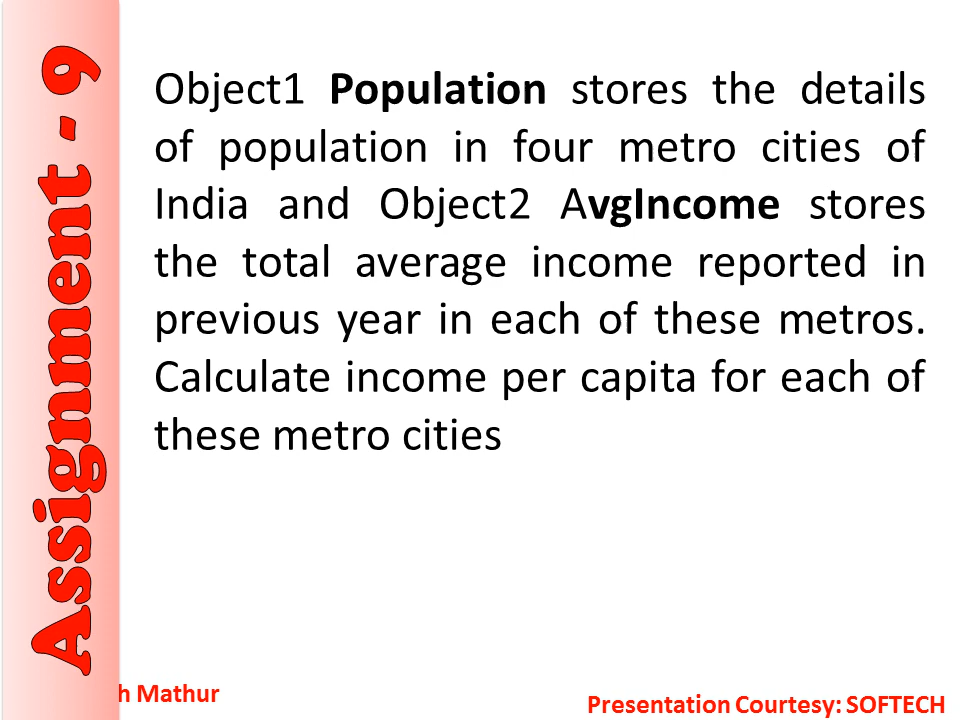 Assignment - 9
Object1 Population stores the details
of population in four metro cities of
India and Object2 AvgIncome stores
the total average income reported in
previous year in each of these metros.
Calculate income per capita for each of
these metro cities
h Mathur
Presentation Courtesy: SOFTECH